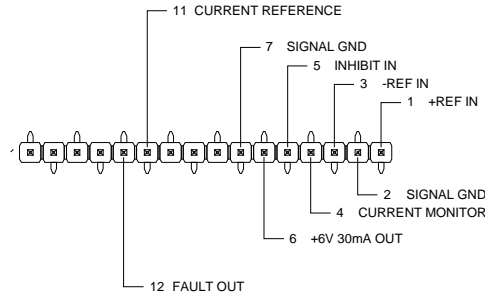 11 CURRENT REFERENCE
7 SIGNAL GND
5 INHIBIT IN
3 -REF IN
1 +REF IN
2 SIGNAL GND
4 CURRENT MONITOR
6 +6V 30mA OUT
12 FAULT OUT